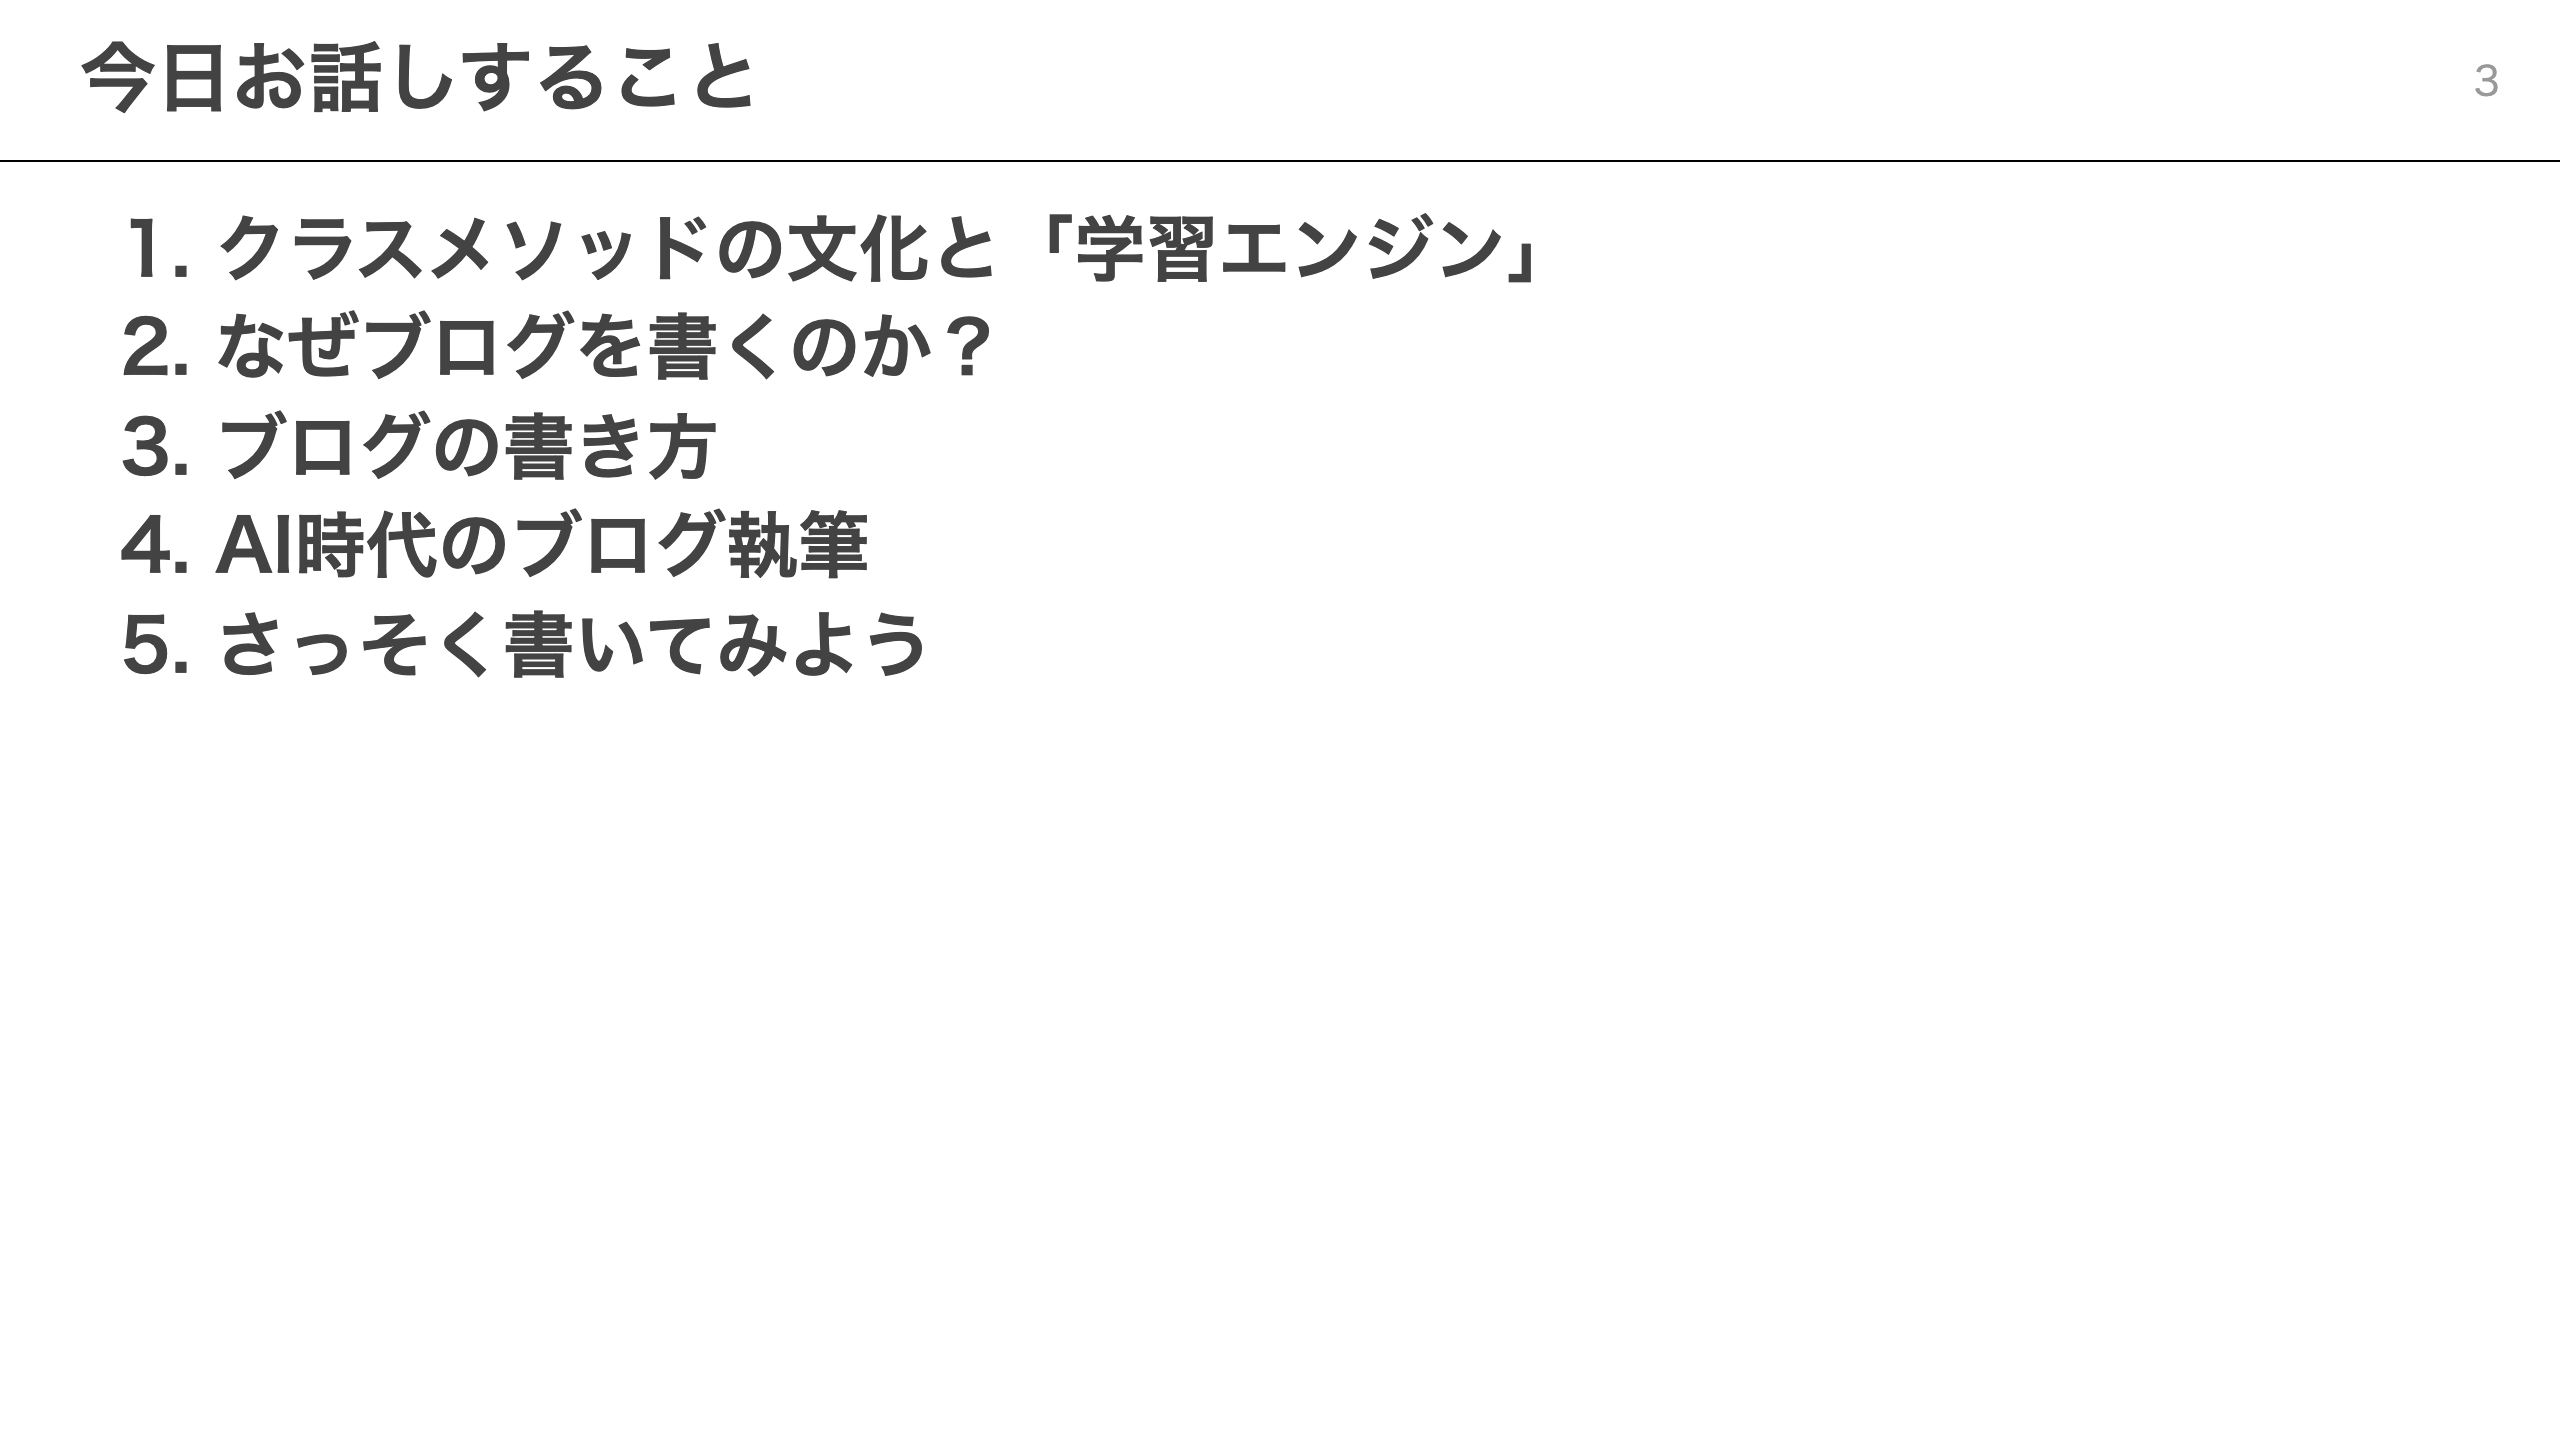 今日お話しすること
3
1. クラスメソッドの文化と「学習エンジン」
2. なぜブログを書くのか？
3. ブログの書き方
4. AI時代のブログ執筆
5. さっそく書いてみよう